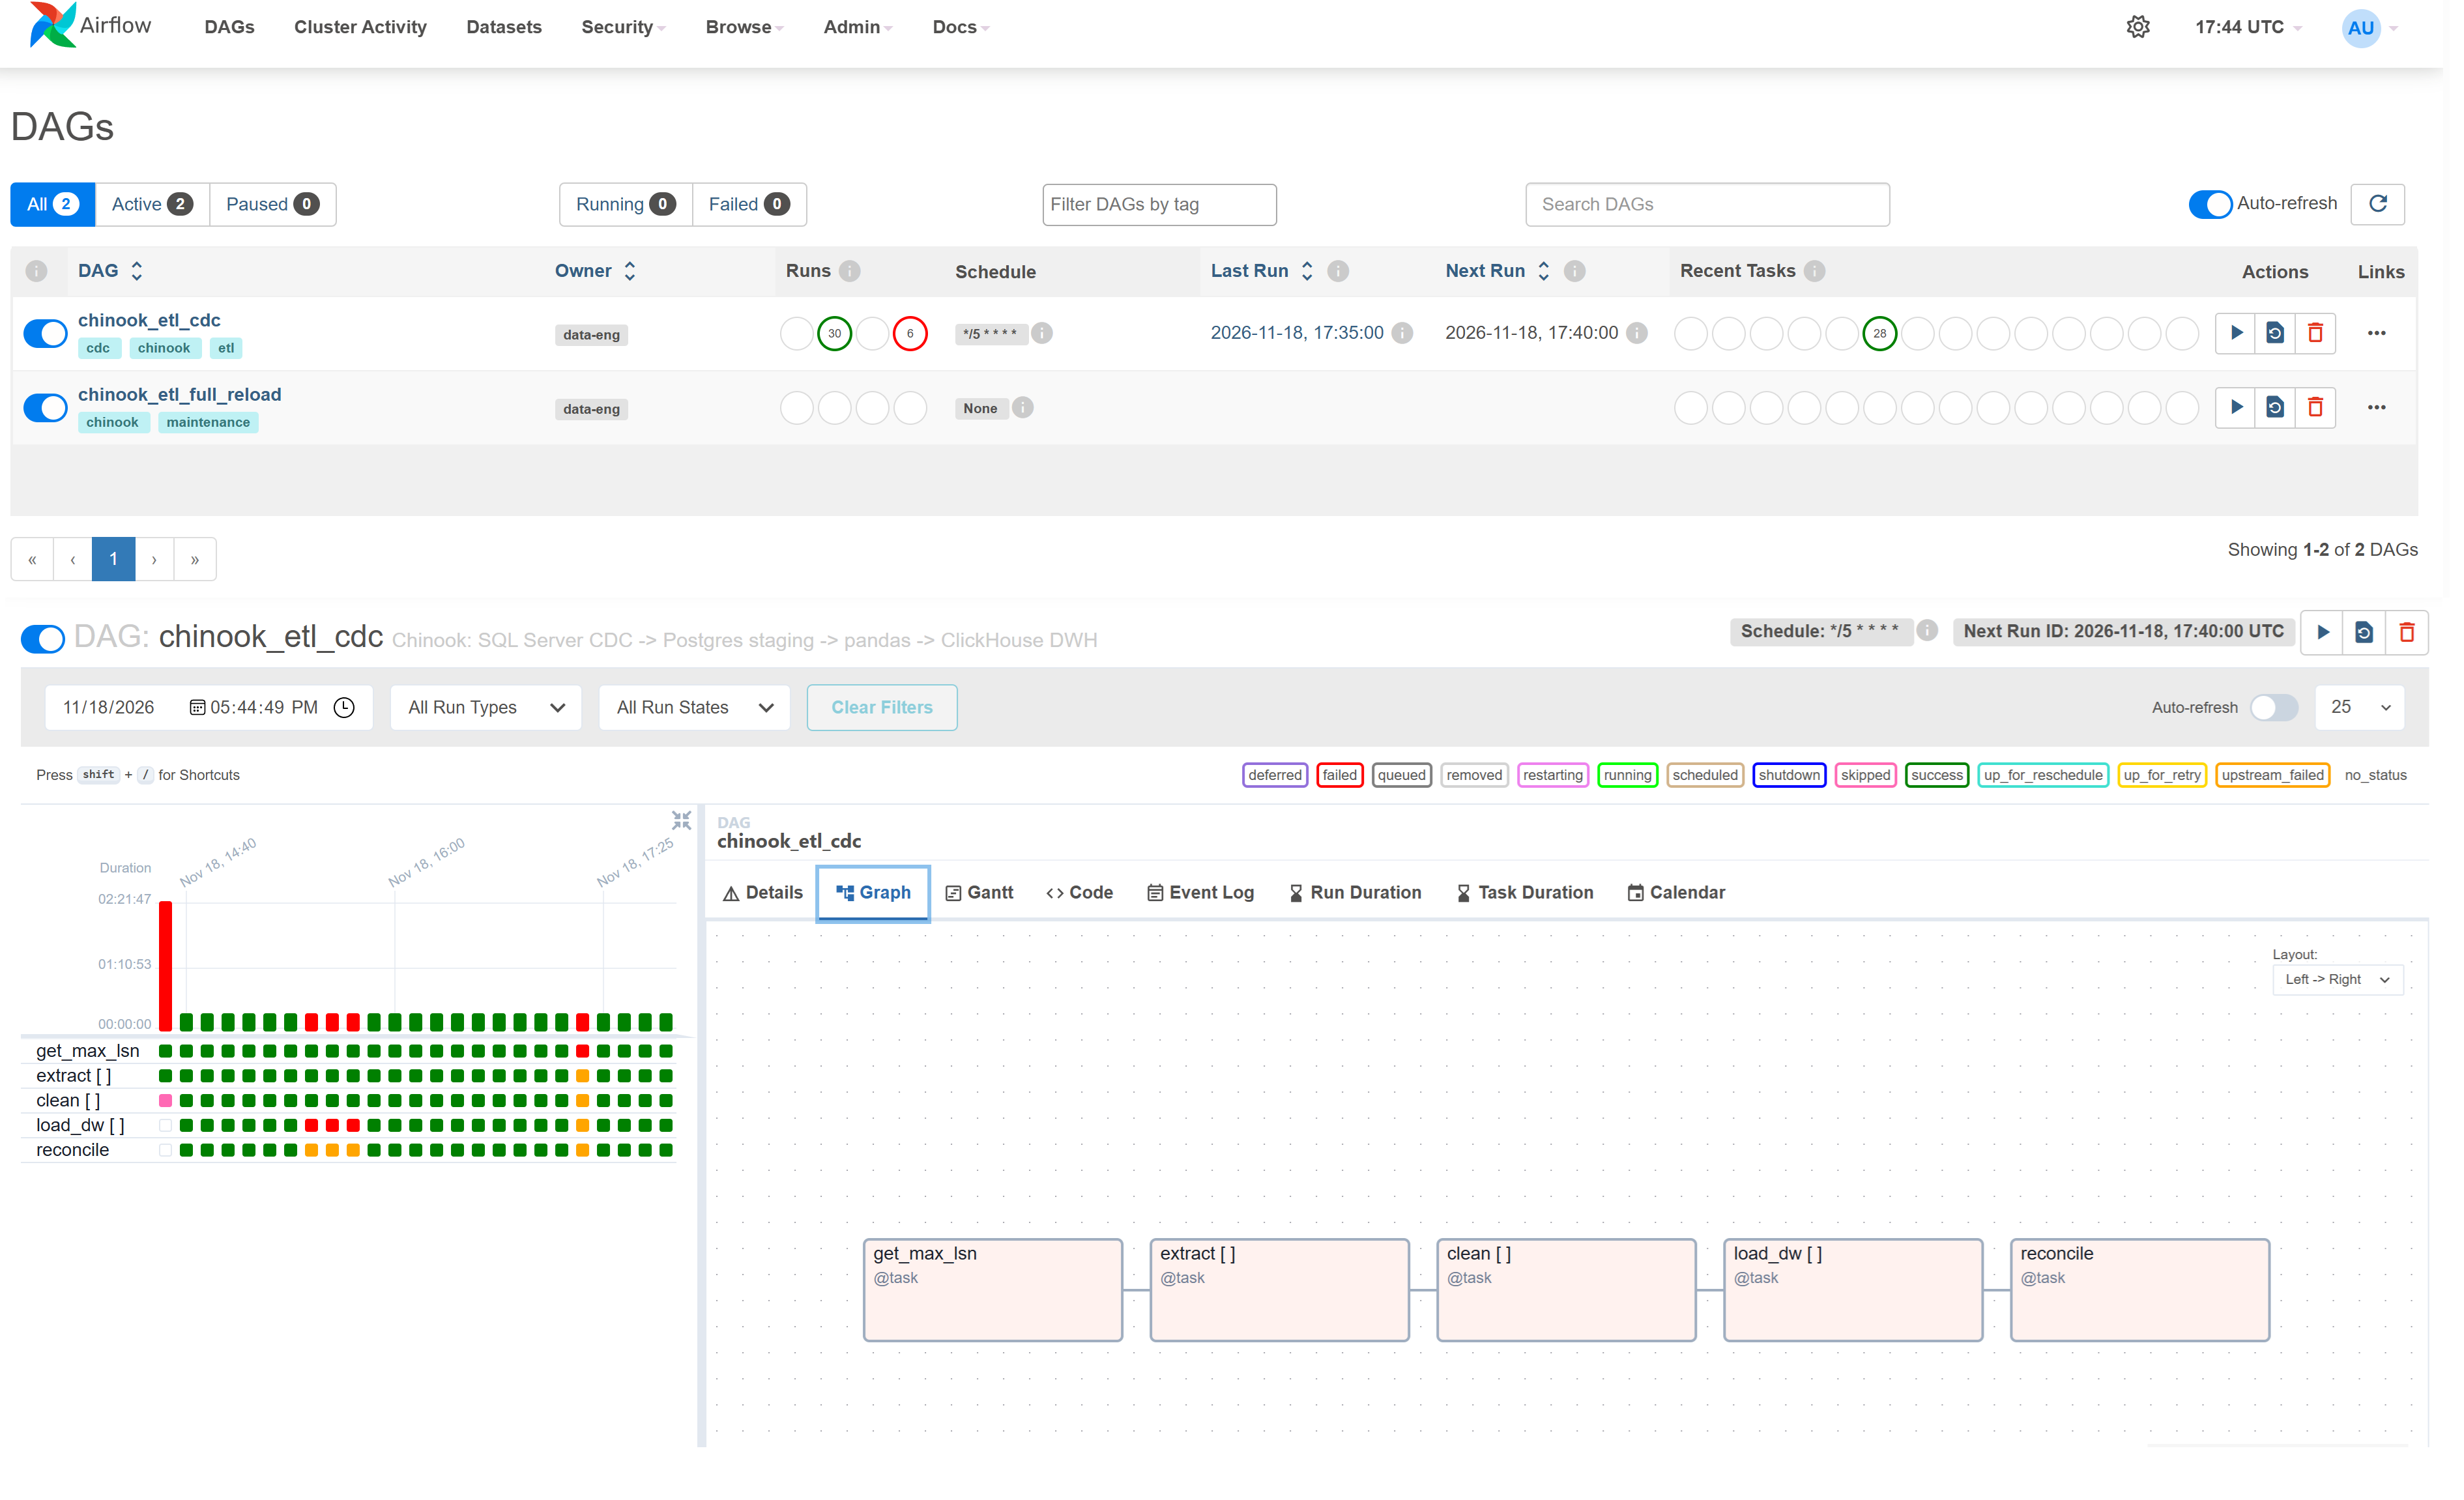 Airflow DAGs Cluster Activity Datasets Security Browse Admin Docs 17:44 UTC AU
DAGs
All 2 Active 2 Paused 0 Running 0 Failed 0 Filter DAGs by tag Search DAGs Auto-refresh
DAG Owner Runs Schedule Last Run Next Run Recent Tasks Actions Links
chinook_etl_cdc
data-eng 30 6 */5 * * * * 2026-11-18, 17:35:00 2026-11-18, 17:40:00 28
cdc chinook etl
chinook_etl_full_reload
data-eng None
chinook maintenance
« ‹ 1 › »
Showing 1-2 of 2 DAGs
DAG: chinook_etl_cdc Chinook: SQL Server CDC -> Postgres staging -> pandas -> ClickHouse DWH Schedule: */5 * * * * Next Run ID: 2026-11-18, 17:40:00 UTC
11/18/2026 05:44:49 PM All Run Types All Run States Clear Filters Auto-refresh 25
Press shift + / for Shortcuts deferred failed queued removed restarting running scheduled shutdown skipped success up_for_reschedule up_for_retry upstream_failed no_status
Nov 18, 14:40 Nov 18, 16:00 Nov 18, 17:25
Duration
02:21:47
01:10:53
00:00:00
get_max_lsn
extract [ ]
clean [ ]
load_dw [ ]
reconcile
DAG
chinook_etl_cdc
Details Graph Gantt Code Event Log Run Duration Task Duration Calendar
Layout:
Left -> Right
get_max_lsn
@task
extract [ ]
@task
clean [ ]
@task
load_dw [ ]
@task
reconcile
@task